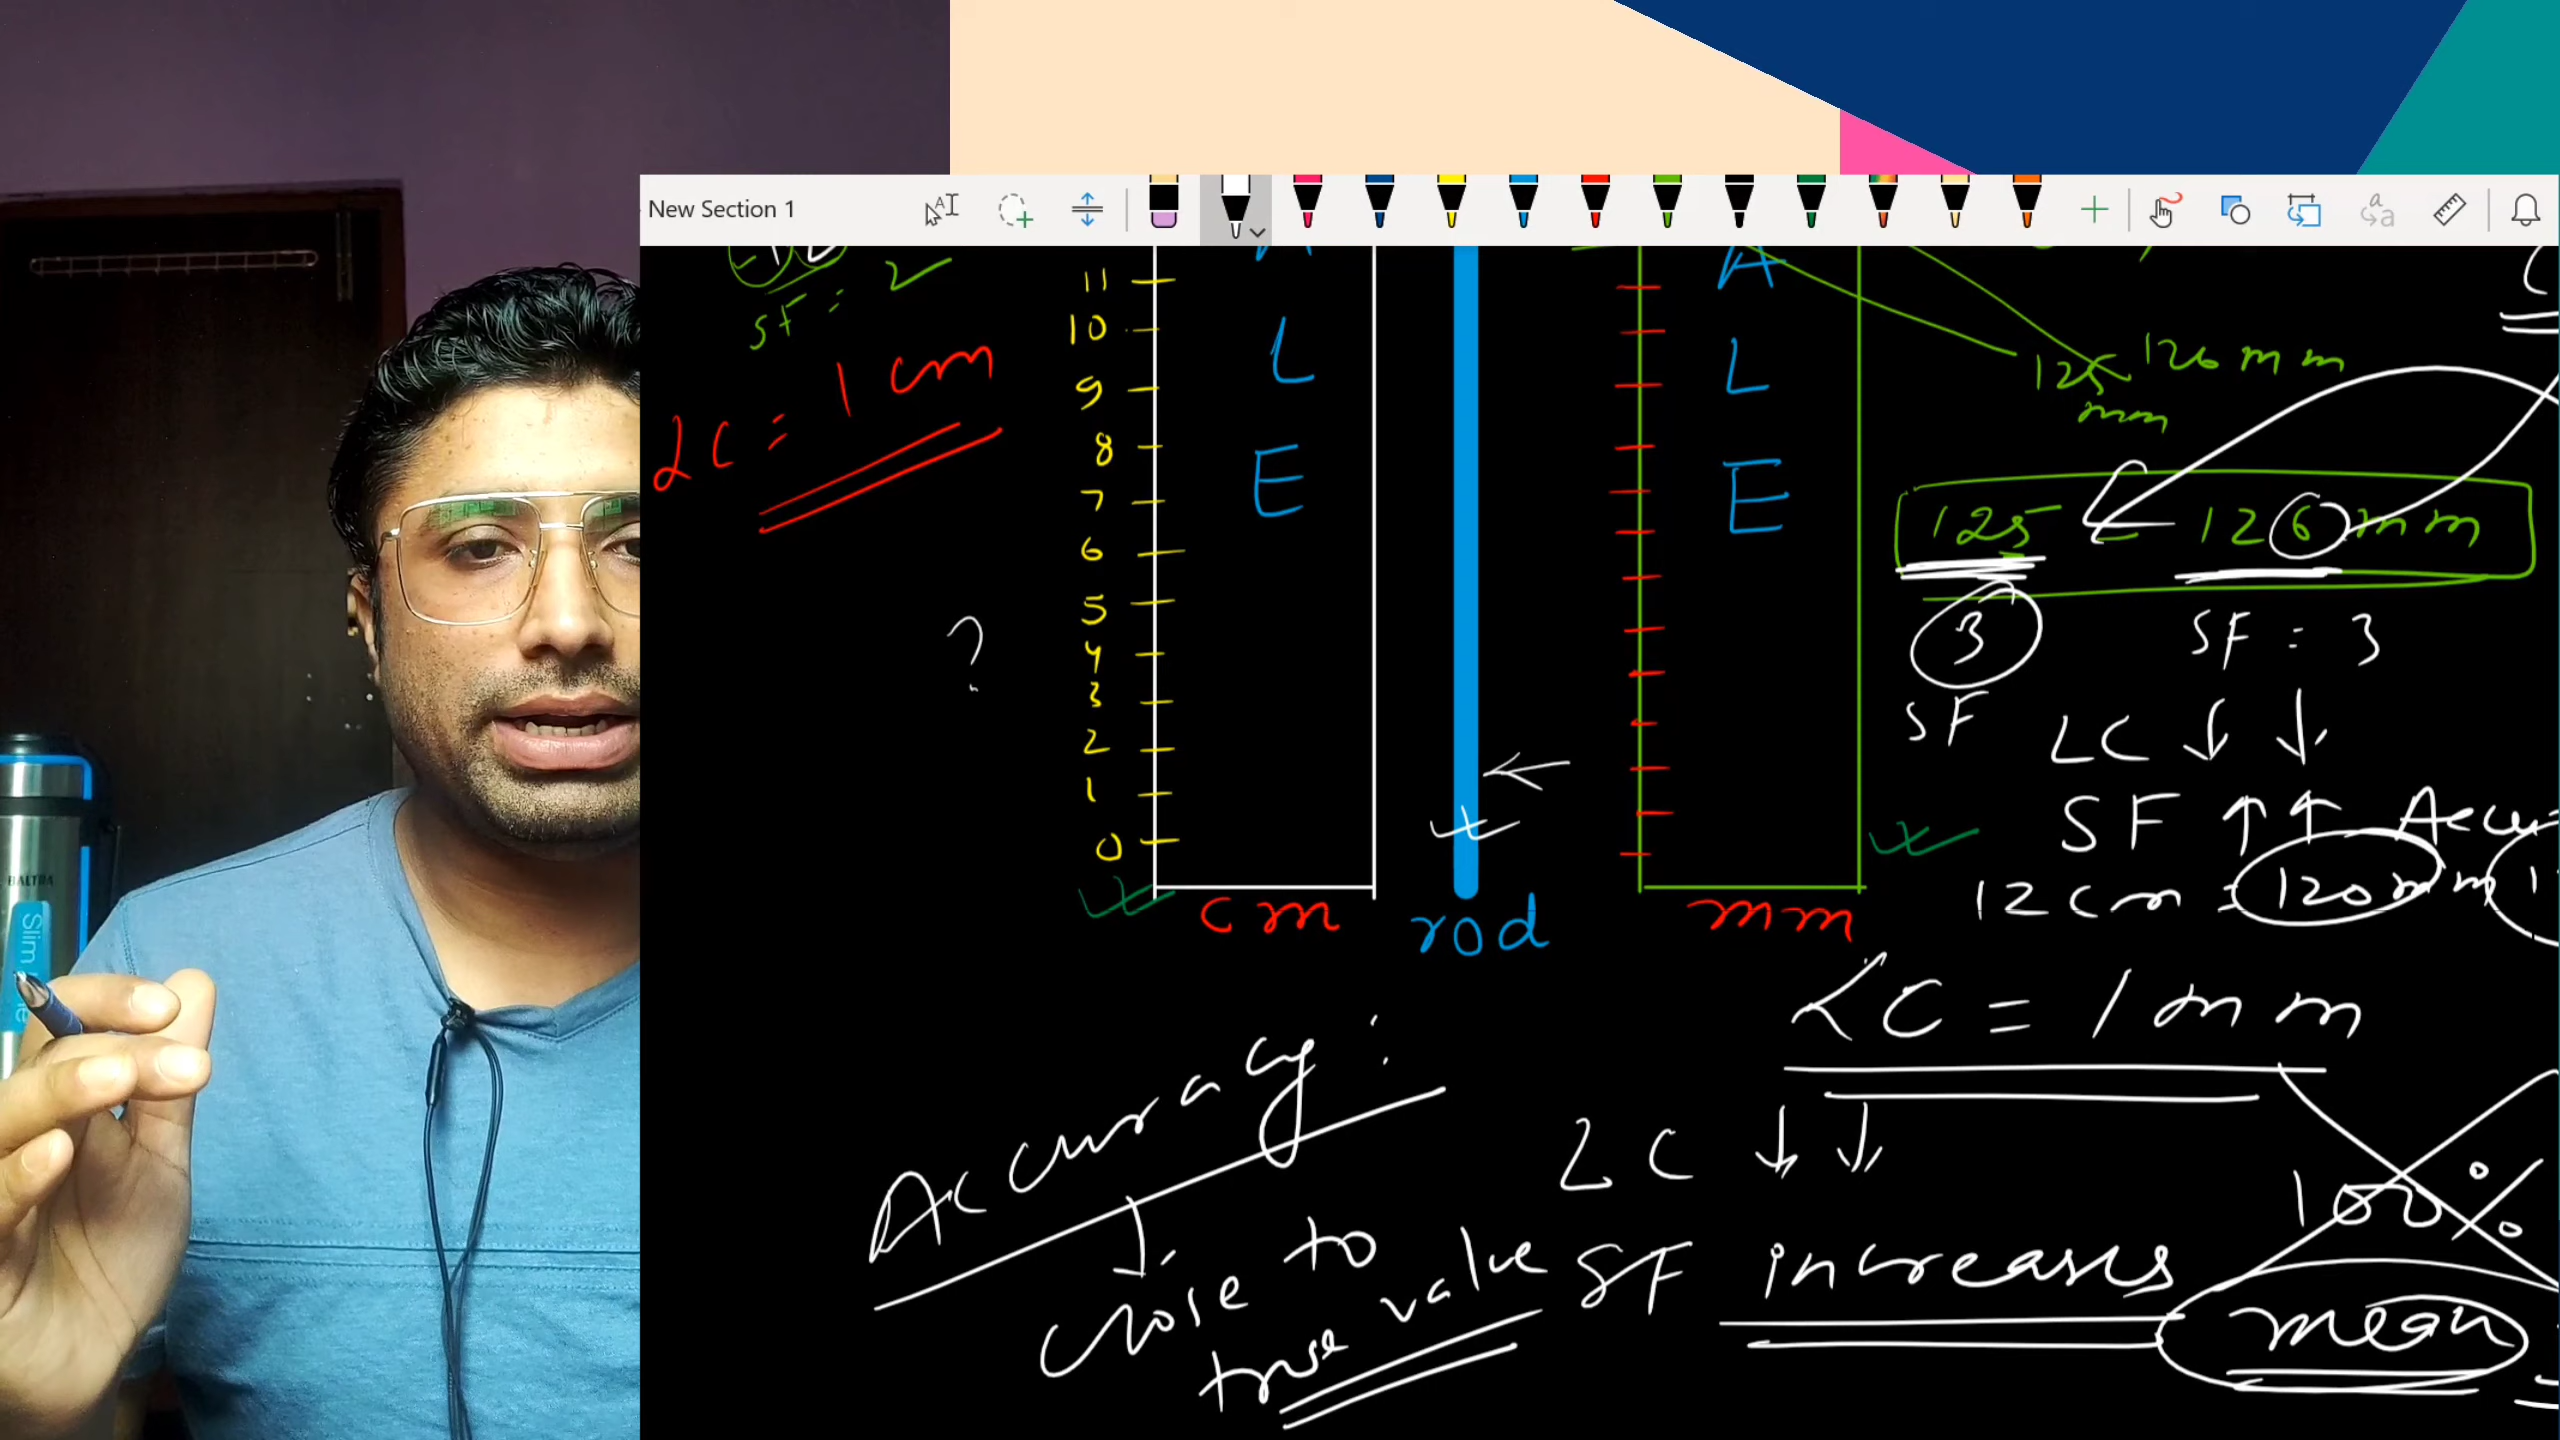 New Section 1
SF = 2
LC = 1 cm
11
10
9
8
7
6
5
4
3
2
1
0
A
L
E
A
L
E
cm
rod
mm
?
126 mm
125
mm
125
126 mm
3
SF
SF = 3
LC ↓ ↓
SF ↑ ↑
12 cm = 120 mm
LC = 1 mm
LC ↓ ↓
SF increases
100 %
mean
Accuracy :
close to
true value
BALTRA
Slim